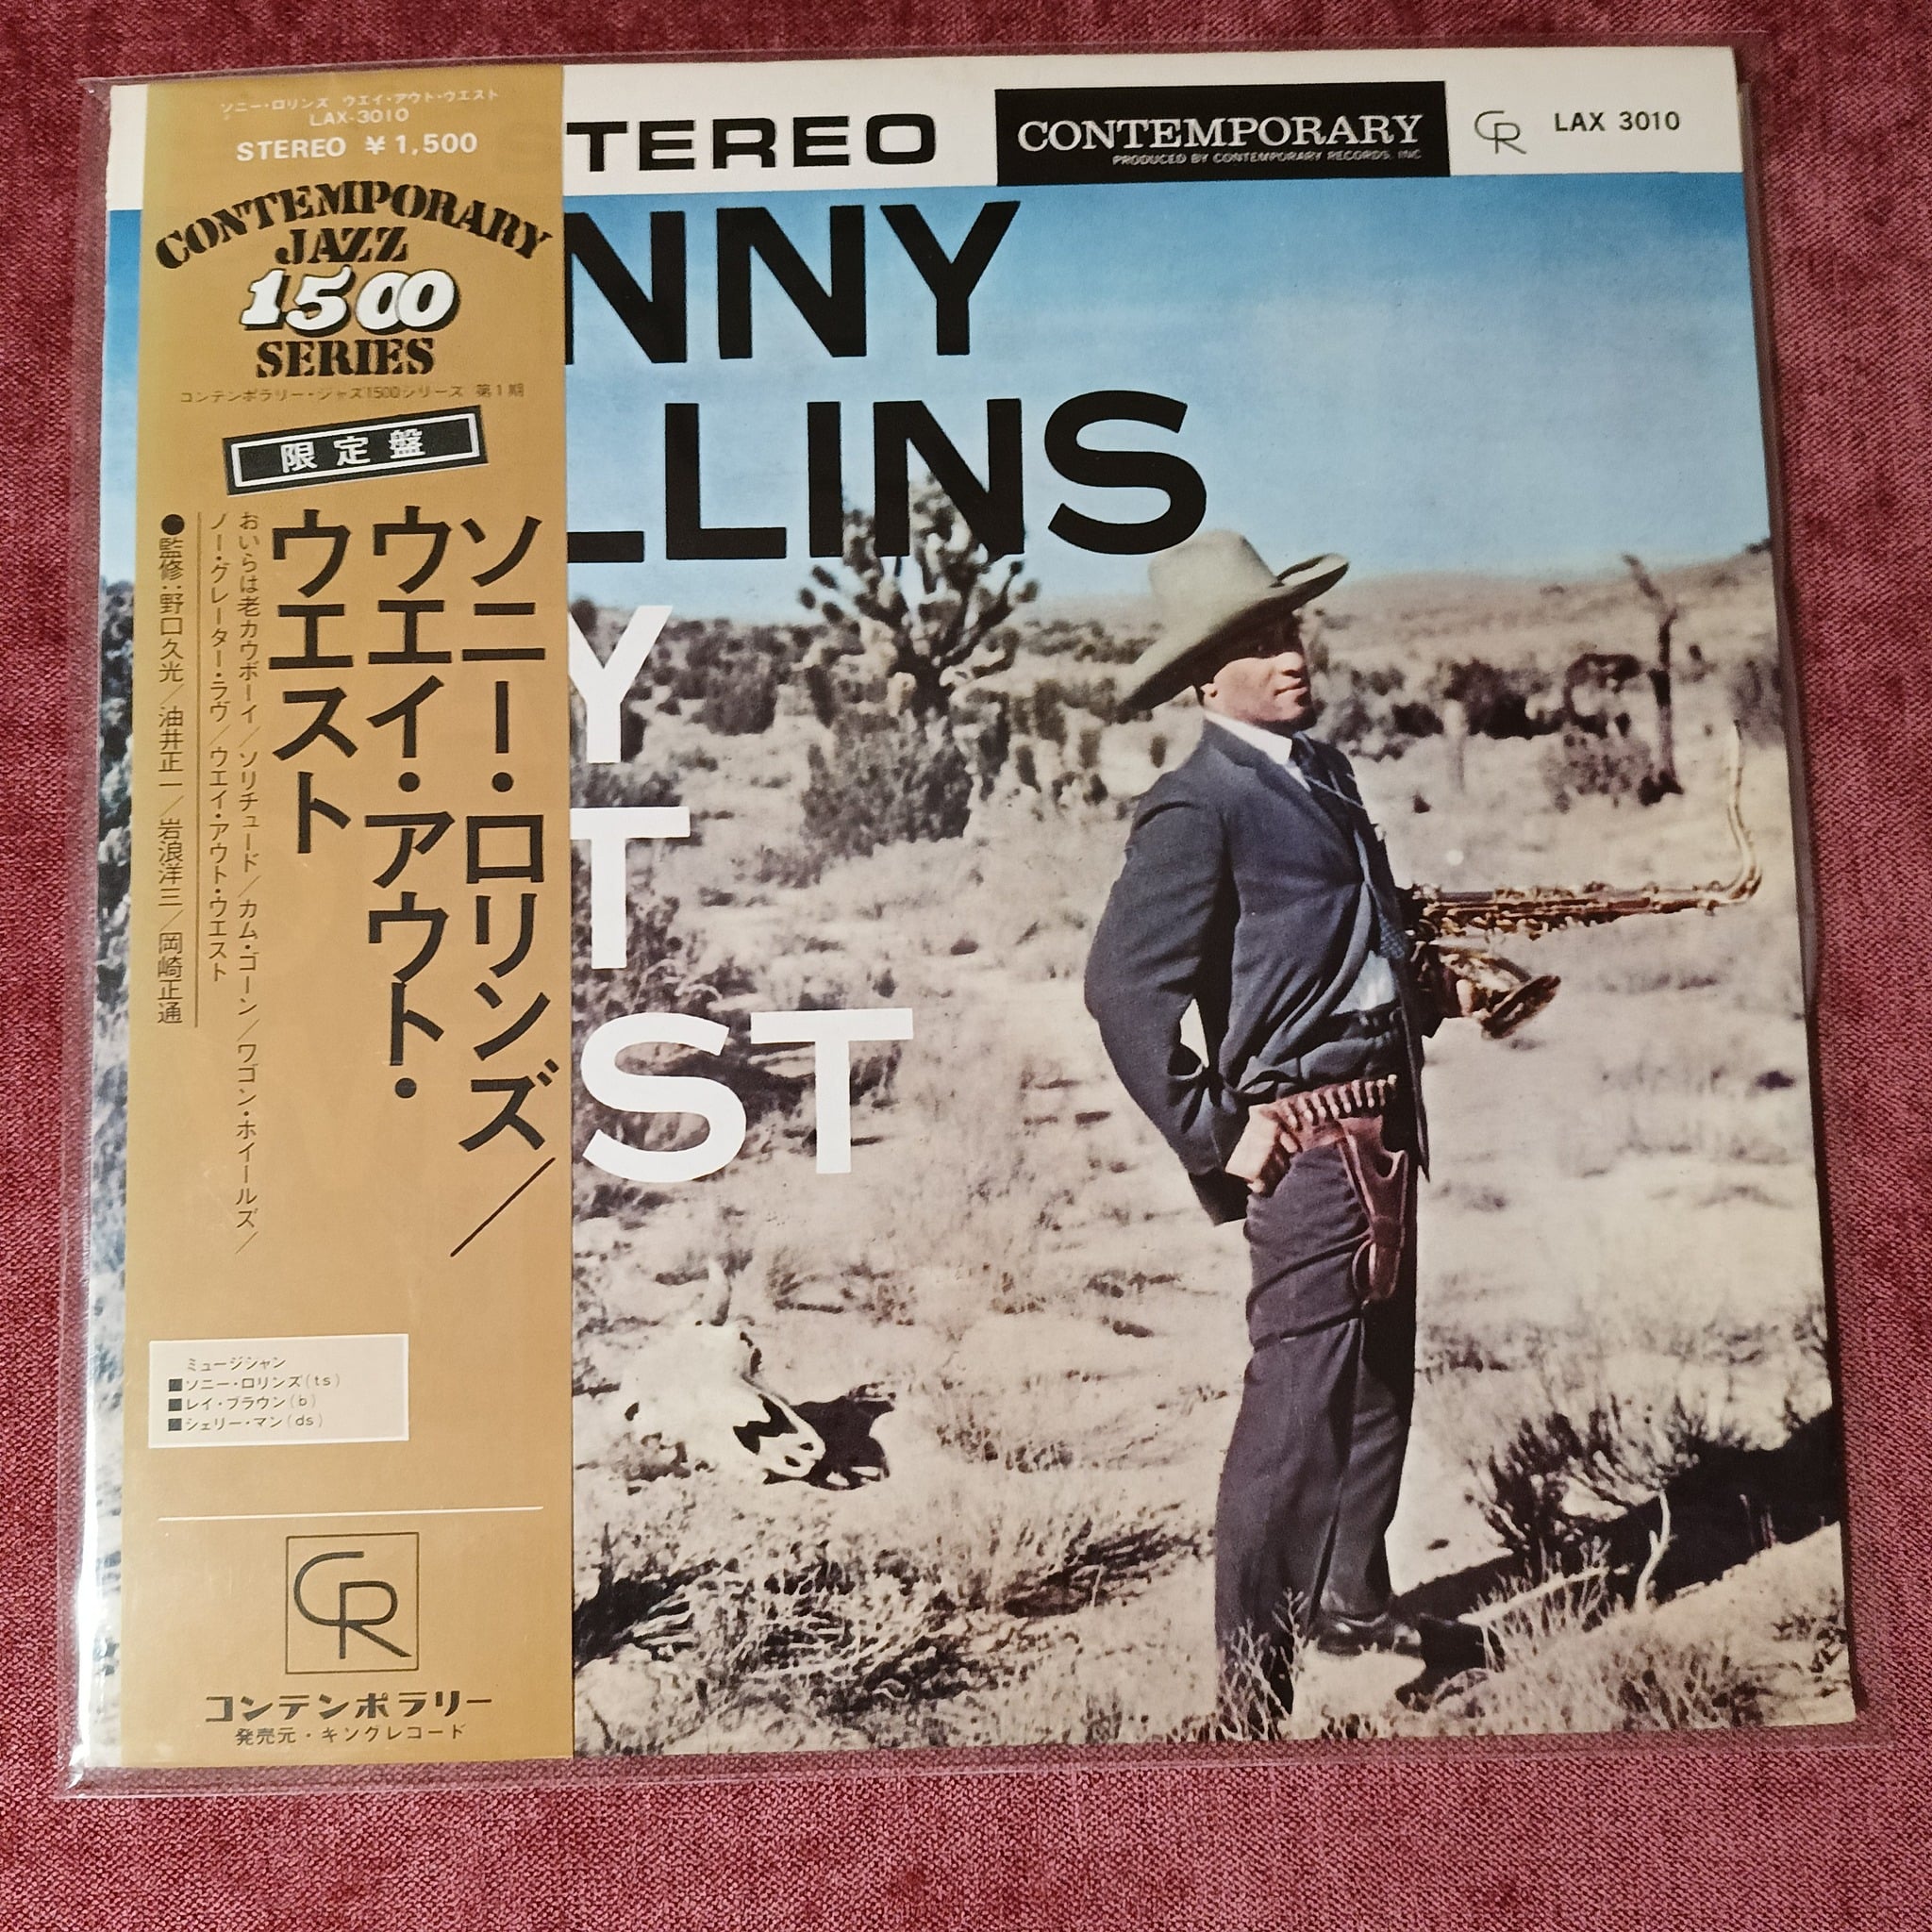 ソニー・ロリンズ ウエイ・アウト・ウエスト
LAX-3010
STEREO ¥1,500
CONTEMPORARY
JAZZ
1500
SERIES
コンテンポラリー・ジャズ1500シリーズ 第1期
限定盤
ソニー・ロリンズ／
ウエイ・アウト・
ウエスト
おいらは老カウボーイ／ソリチュード／カム・ゴーン／ワゴン・ホイールズ／
ノー・グレーター・ラヴ／ウエイ・アウト・ウエスト
●監修：野口久光／油井正一／岩浪洋三／岡崎正通
ミュージシャン
■ソニー・ロリンズ(ts)
■レイ・ブラウン(b)
■シェリー・マン(ds)
CR
コンテンポラリー
発売元・キングレコード
TEREO
CONTEMPORARY
PRODUCED BY CONTEMPORARY RECORDS, INC
CR
LAX 3010
NNY
LLINS
Y
T
ST